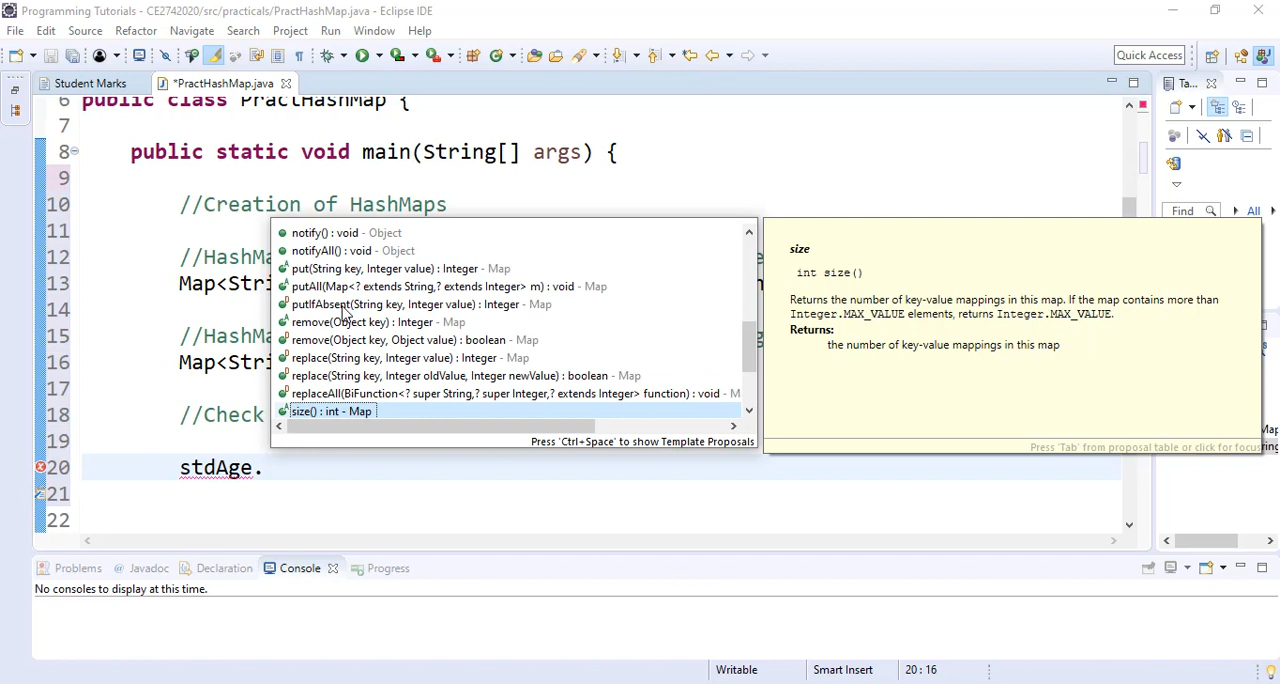 Programming Tutorials - CE2742020/src/practicals/PractHashMap.java - Eclipse IDE
File Edit Source Refactor Navigate Search Project Run Window Help
Quick Access
Student Marks *PractHashMap.java Ta...
6 public class PractHashMap {
7
8 public static void main(String[] args) {
9
10 //Creation of HashMaps
Find All
11
12 //HashMa
13 Map<Stri
14
15 //HashMa
16 Map<Stri
17
18 //Check
19
20 stdAge.
21
22
notify() : void - Object
notifyAll() : void - Object
put(String key, Integer value) : Integer - Map
putAll(Map<? extends String,? extends Integer> m) : void - Map
putIfAbsent(String key, Integer value) : Integer - Map
remove(Object key) : Integer - Map
remove(Object key, Object value) : boolean - Map
replace(String key, Integer value) : Integer - Map
replace(String key, Integer oldValue, Integer newValue) : boolean - Map
replaceAll(BiFunction<? super String,? super Integer,? extends Integer> function) : void - M
size() : int - Map
Press 'Ctrl+Space' to show Template Proposals
size
int size()
Returns the number of key-value mappings in this map. If the map contains more than
Integer.MAX_VALUE elements, returns Integer.MAX_VALUE.
Returns:
the number of key-value mappings in this map
Press 'Tab' from proposal table or click for focus
Map
ring
Problems Javadoc Declaration Console Progress
No consoles to display at this time.
Writable Smart Insert 20 : 16